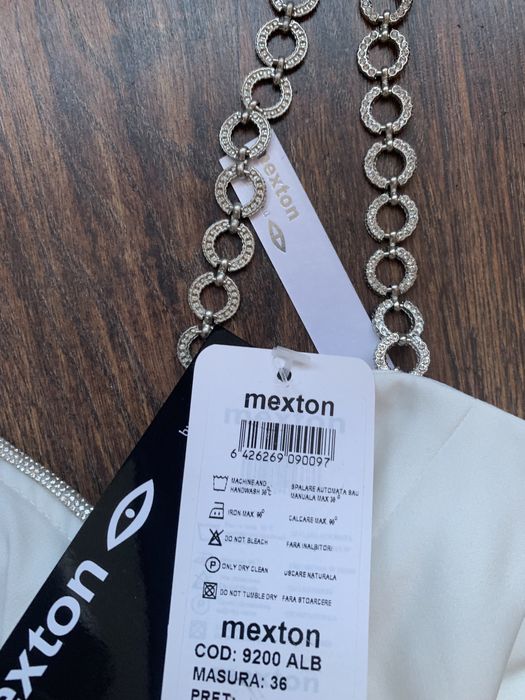 mexton
mexton
6 426269 090097
MACHINE AND HANDWASH 30°C
SPALARE AUTOMATA SAU MANUALA MAX 30°
IRON MAX 90°
CALCARE MAX 90°
DO NOT BLEACH
FARA INALBITORI
P
ONLY DRY CLEAN
USCARE NATURALA
DO NOT TUMBLE DRY
FARA STOARCERE
mexton
COD: 9200 ALB
MASURA: 36
PRET:
mexton